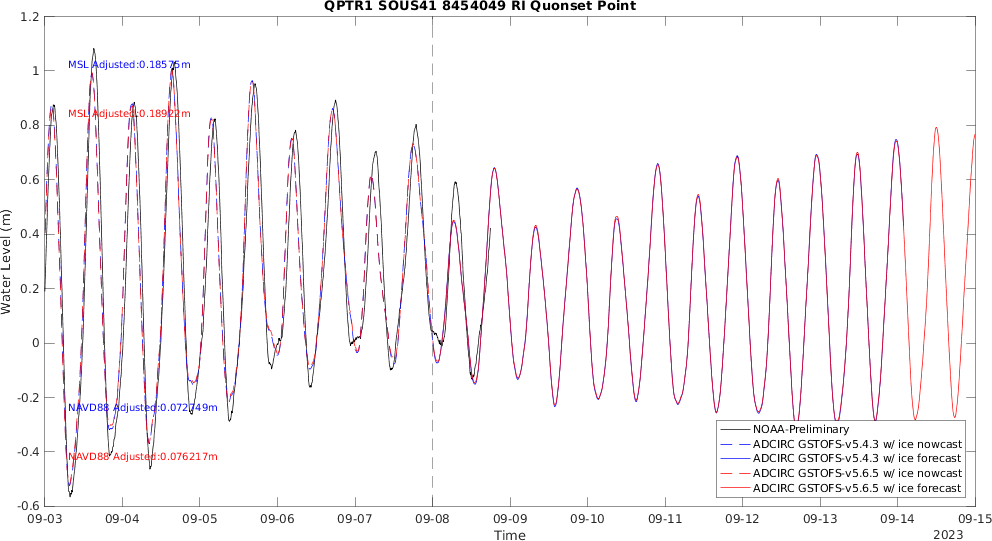 QPTR1 SOUS41 8454049 RI Quonset Point
1.2
1
0.8
0.6
0.4
0.2
0
-0.2
-0.4
-0.6
Water Level (m)
MSL Adjusted:0.18575m
MSL Adjusted:0.18922m
NAVD88 Adjusted:0.072749m
NAVD88 Adjusted:0.076217m
NOAA-Preliminary
ADCIRC GSTOFS-v5.4.3 w/ ice nowcast
ADCIRC GSTOFS-v5.4.3 w/ ice forecast
ADCIRC GSTOFS-v5.6.5 w/ ice nowcast
ADCIRC GSTOFS-v5.6.5 w/ ice forecast
09-03 09-04 09-05 09-06 09-07 09-08 09-09 09-10 09-11 09-12 09-13 09-14 09-15
Time
2023